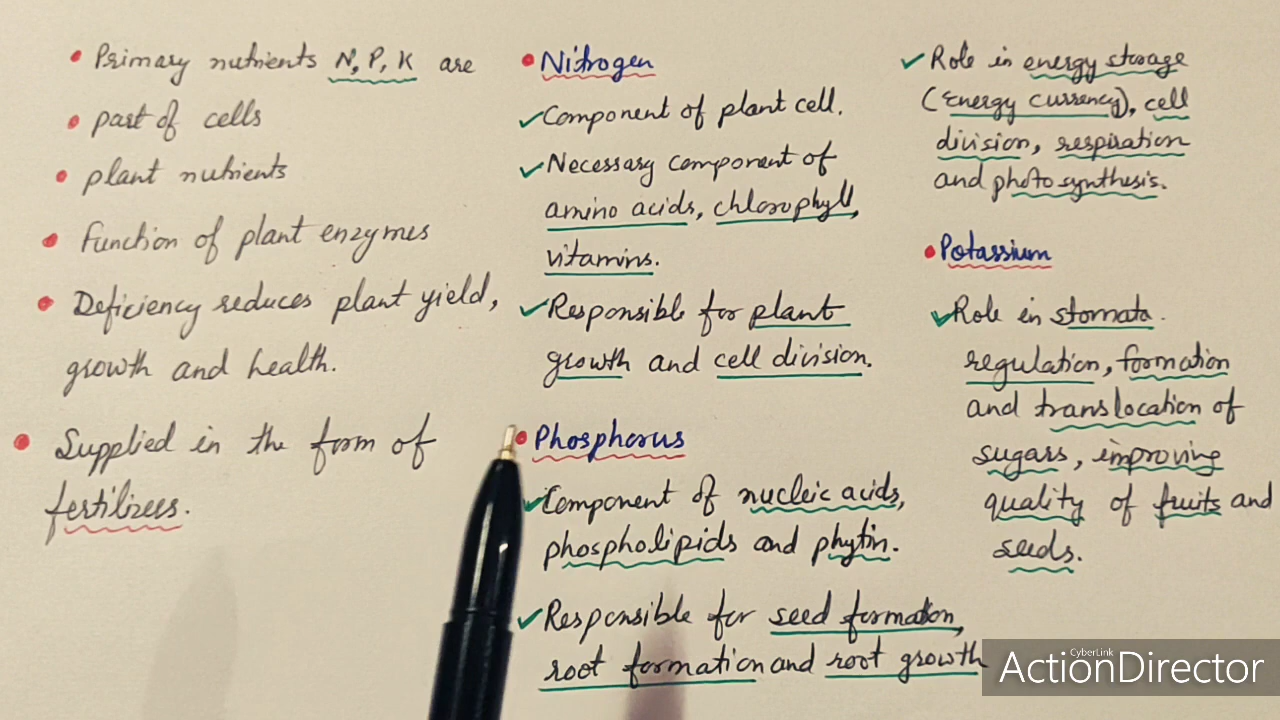 Primary nutrients N, P, K are
part of cells
plant nutrients
Function of plant enzymes
Deficiency reduces plant yield,
growth and health.
Supplied in the form of
fertilizers.
Nitrogen
Component of plant cell.
Necessary component of
amino acids, chlorophyll,
vitamins.
Responsible for plant
growth and cell division.
Phosphorus
Component of nucleic acids,
phospholipids and phytin.
Responsible for seed formation,
root formation and root growth
Role in energy storage
(Energy currency), cell
division, respiration
and photosynthesis.
Potassium
Role in stomata
regulation, formation
and translocation of
sugars, improving
quality of fruits and
seeds.
CyberLink
ActionDirector